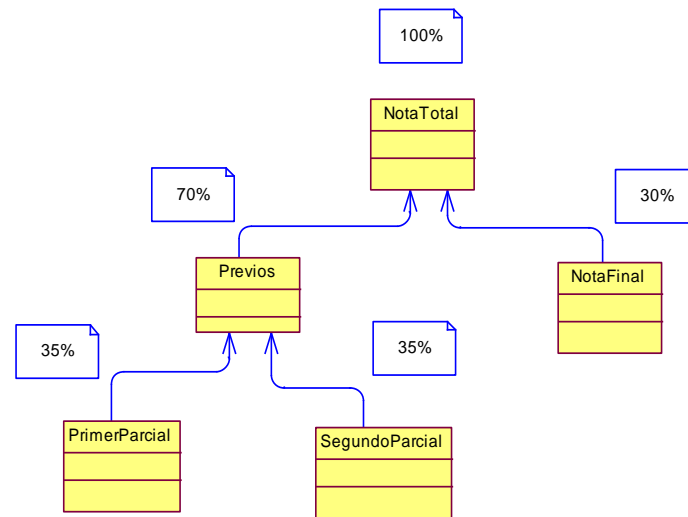 100%
NotaTotal
70%
30%
Previos
NotaFinal
35%
35%
PrimerParcial
SegundoParcial